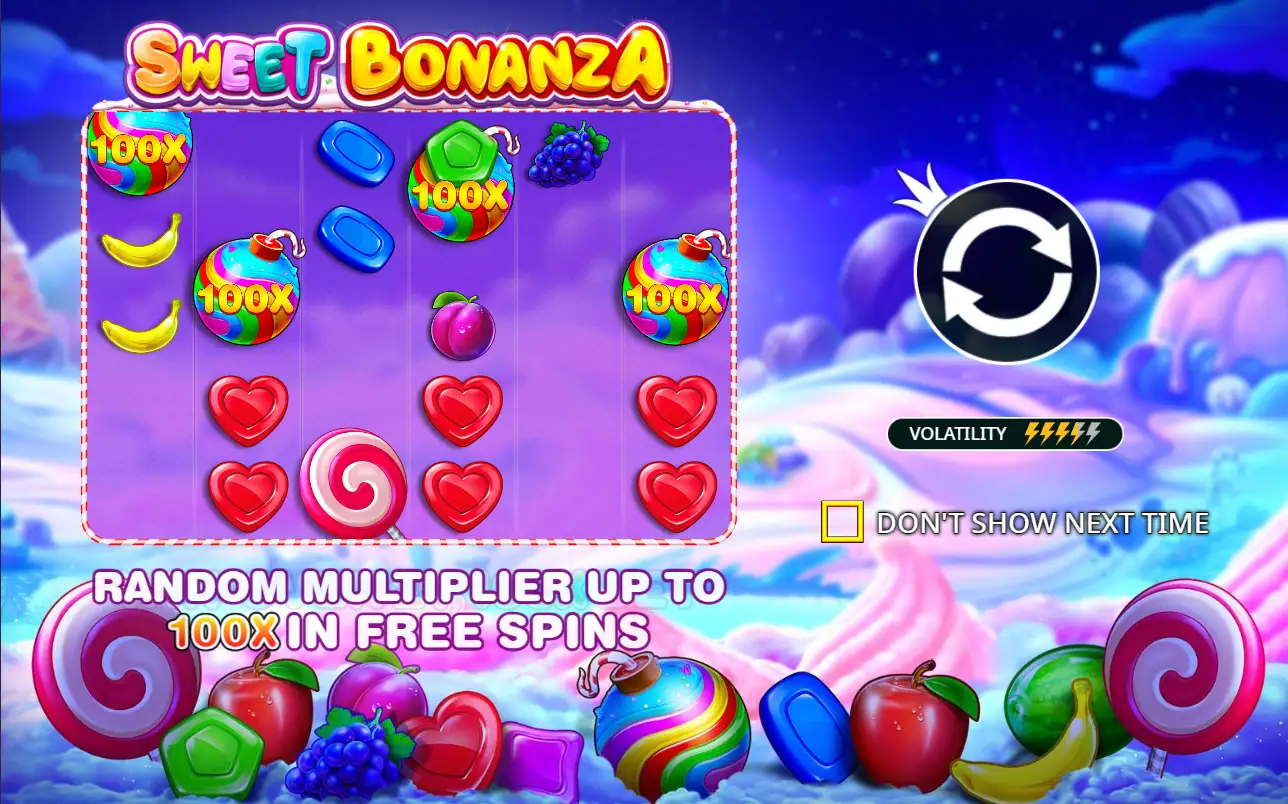 SWEET BONANZA
100X
100X
100X
100X
VOLATILITY
DON'T SHOW NEXT TIME
RANDOM MULTIPLIER UP TO
100X IN FREE SPINS